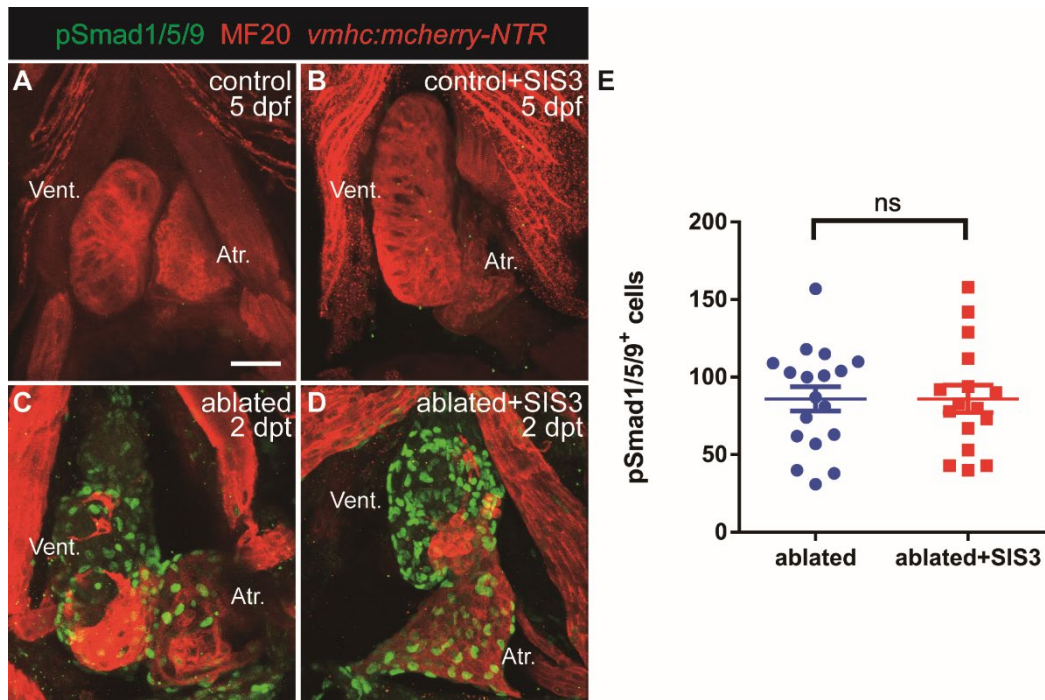 pSmad1/5/9 MF20 vmhc:mcherry-NTR
A control
5 dpf
Vent.
Atr.
B control+SIS3
5 dpf
Vent.
Atr.
C ablated
2 dpt
Vent.
Atr.
D ablated+SIS3
2 dpt
Vent.
Atr.
E
ns
pSmad1/5/9+ cells
200
150
100
50
0
ablated ablated+SIS3